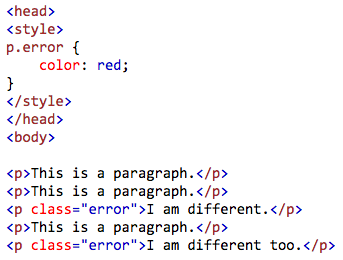 <head>
<style>
p.error {
    color: red;
}
</style>
</head>
<body>

<p>This is a paragraph.</p>
<p>This is a paragraph.</p>
<p class="error">I am different.</p>
<p>This is a paragraph.</p>
<p class="error">I am different too.</p>